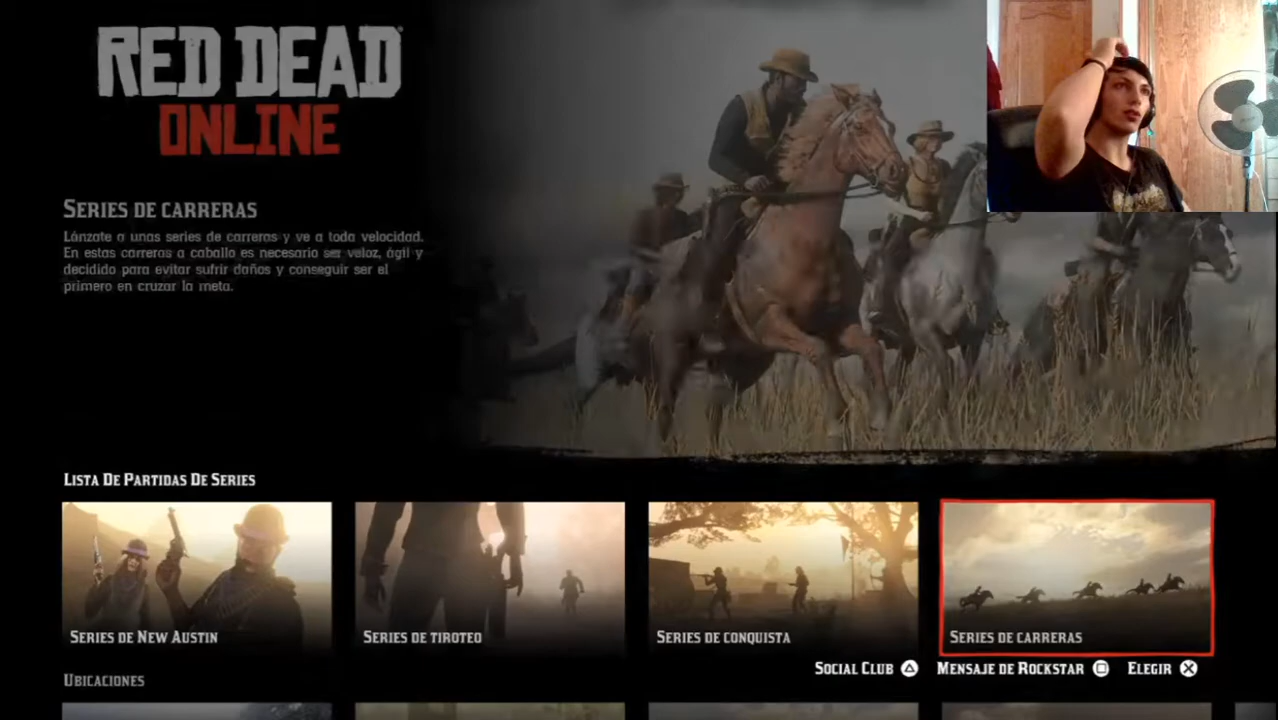 RED DEAD
ONLINE
SERIES DE CARRERAS
Lánzate a unas series de carreras y ve a toda velocidad.
En estas carreras a caballo es necesario ser veloz, ágil y
decidido para evitar sufrir daños y conseguir ser el
primero en cruzar la meta.
LISTA DE PARTIDAS DE SERIES
SERIES DE NEW AUSTIN
SERIES DE TIROTEO
SERIES DE CONQUISTA
SERIES DE CARRERAS
SOCIAL CLUB
MENSAJE DE ROCKSTAR
ELEGIR
UBICACIONES